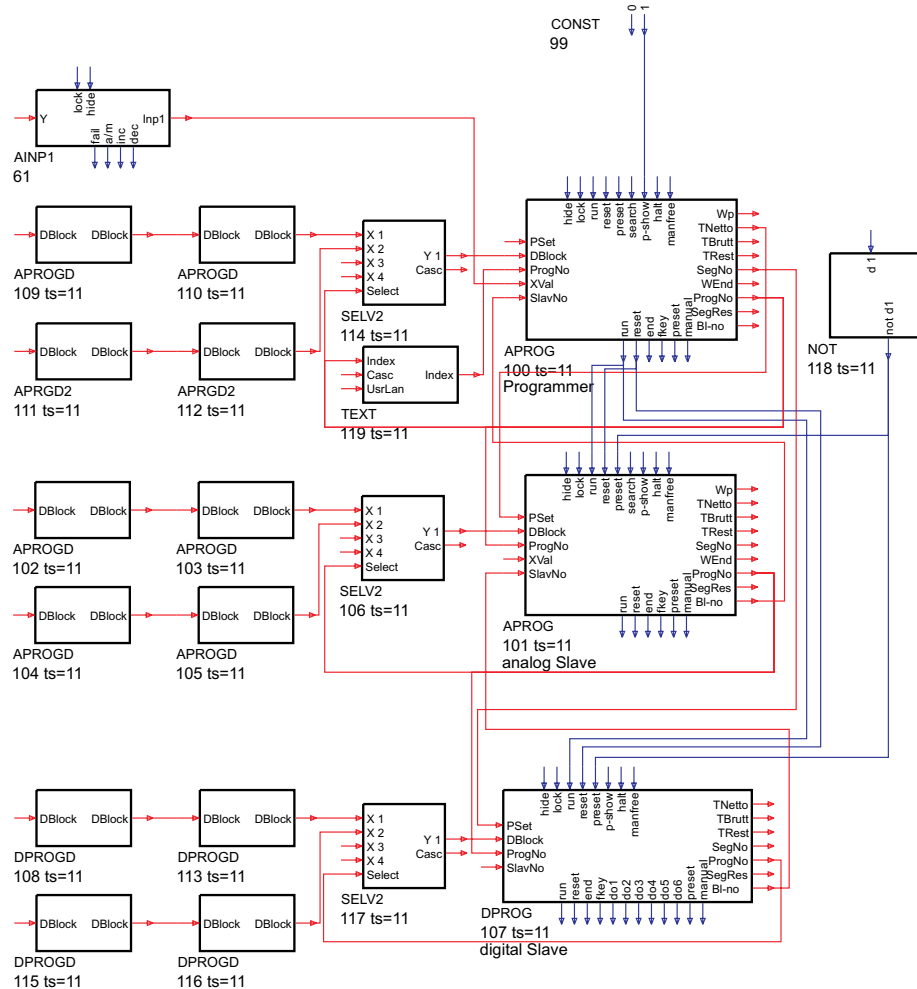 0
1
CONST
99
lock
hide
Y
Inp1
fail
a/m
inc
dec
AINP1
61
DBlock DBlock
APROGD
109 ts=11
DBlock DBlock
APROGD
110 ts=11
X 1
X 2
X 3
X 4
Select
Y 1
Casc
SELV2
114 ts=11
DBlock DBlock
APRGD2
111 ts=11
DBlock DBlock
APRGD2
112 ts=11
Index
Casc
UsrLan
Index
TEXT
119 ts=11
hide
lock
run
reset
preset
search
p-show
halt
manfree
PSet
DBlock
ProgNo
XVal
SlavNo
Wp
TNetto
TBrutt
TRest
SegNo
WEnd
ProgNo
SegRes
Bl-no
run
reset
end
fkey
preset
manual
APROG
100 ts=11
Programmer
d 1
not d1
NOT
118 ts=11
DBlock DBlock
APROGD
102 ts=11
DBlock DBlock
APROGD
103 ts=11
X 1
X 2
X 3
X 4
Select
Y 1
Casc
SELV2
106 ts=11
DBlock DBlock
APROGD
104 ts=11
DBlock DBlock
APROGD
105 ts=11
hide
lock
run
reset
preset
search
p-show
halt
manfree
PSet
DBlock
ProgNo
XVal
SlavNo
Wp
TNetto
TBrutt
TRest
SegNo
WEnd
ProgNo
SegRes
Bl-no
run
reset
end
fkey
preset
manual
APROG
101 ts=11
analog Slave
DBlock DBlock
DPROGD
108 ts=11
DBlock DBlock
DPROGD
113 ts=11
X 1
X 2
X 3
X 4
Select
Y 1
Casc
SELV2
117 ts=11
DBlock DBlock
DPROGD
115 ts=11
DBlock DBlock
DPROGD
116 ts=11
hide
lock
run
reset
preset
p-show
halt
manfree
PSet
DBlock
ProgNo
SlavNo
TNetto
TBrutt
TRest
SegNo
ProgNo
SegRes
Bl-no
run
reset
end
fkey
do1
do2
do3
do4
do5
do6
preset
manual
DPROG
107 ts=11
digital Slave